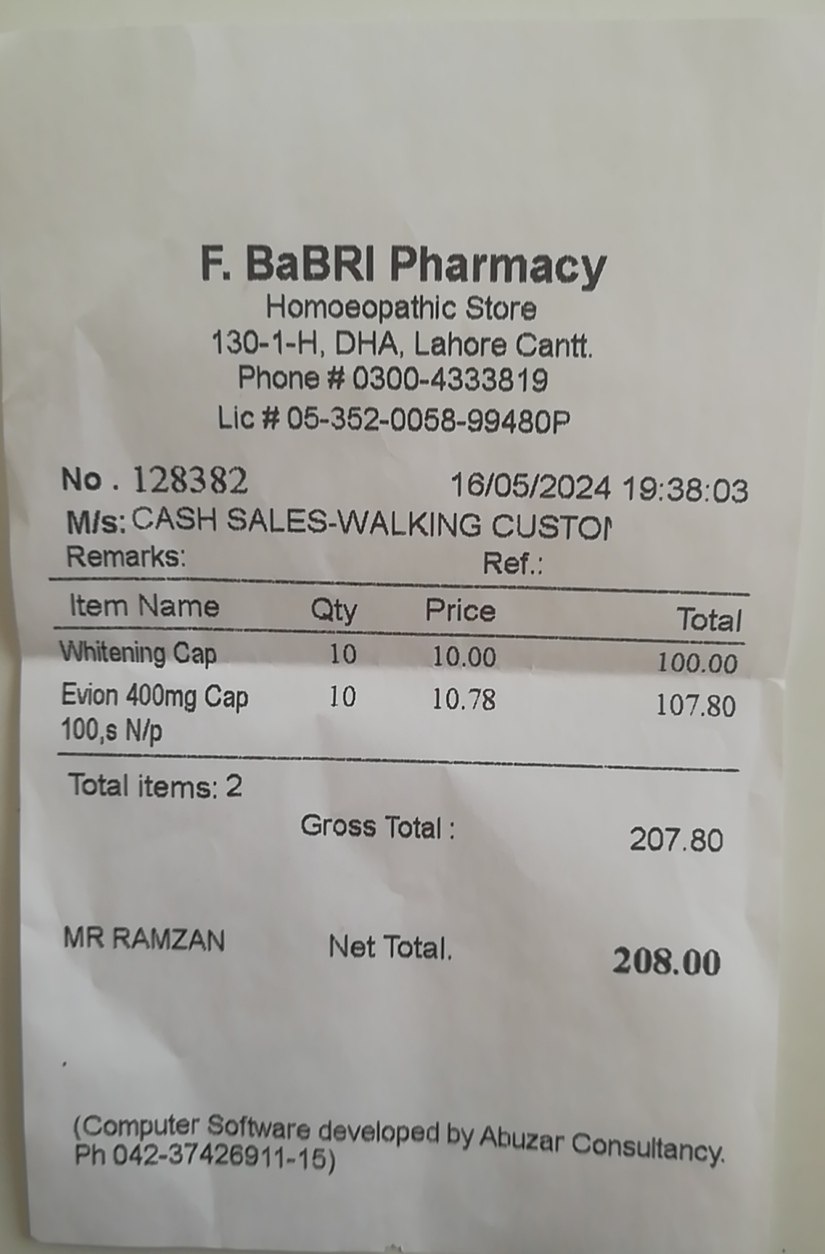 F. BaBRI Pharmacy
Homoeopathic Store
130-1-H, DHA, Lahore Cantt.
Phone # 0300-4333819
Lic # 05-352-0058-99480P
No . 128382 16/05/2024 19:38:03
M/s: CASH SALES-WALKING CUSTO
Remarks: Ref.:
Item Name Qty Price Total
Whitening Cap 10 10.00 100.00
Evion 400mg Cap 10 10.78 107.80
100,s N/p
Total items: 2
Gross Total : 207.80
MR RAMZAN Net Total. 208.00
(Computer Software developed by Abuzar Consultancy.
Ph 042-37426911-15)